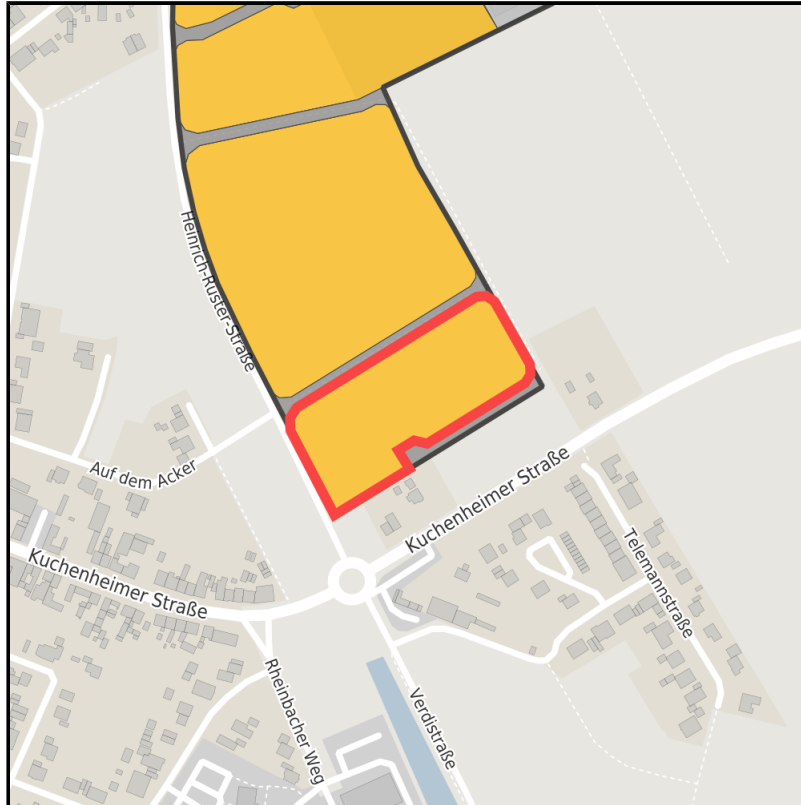 Heinrich-Ruster-Straße
Auf dem Acker
Kuchenheimer Straße
Kuchenheimer Straße
Telemannstraße
Rheinbacher Weg
Verdistraße